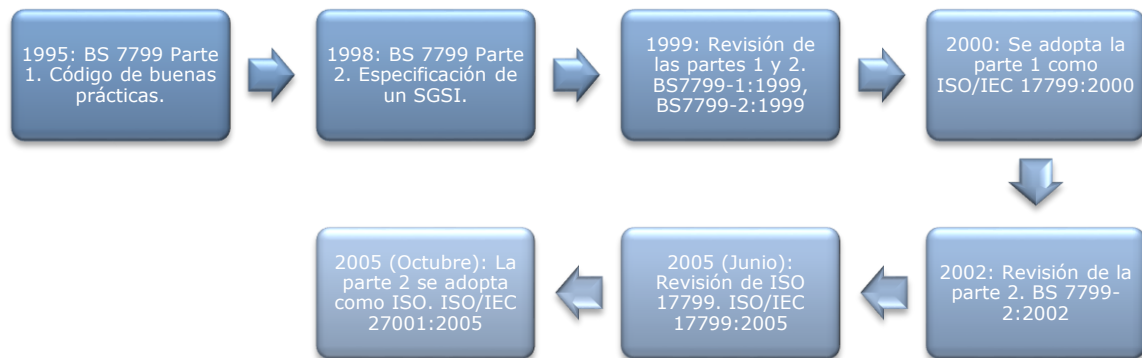 1995: BS 7799 Parte
1. Código de buenas
prácticas.
1998: BS 7799 Parte
2. Especificación de
un SGSI.
1999: Revisión de
las partes 1 y 2.
BS7799-1:1999,
BS7799-2:1999
2000: Se adopta la
parte 1 como
ISO/IEC 17799:2000
2002: Revisión de la
parte 2. BS 7799-
2:2002
2005 (Junio):
Revisión de ISO
17799. ISO/IEC
17799:2005
2005 (Octubre): La
parte 2 se adopta
como ISO. ISO/IEC
27001:2005